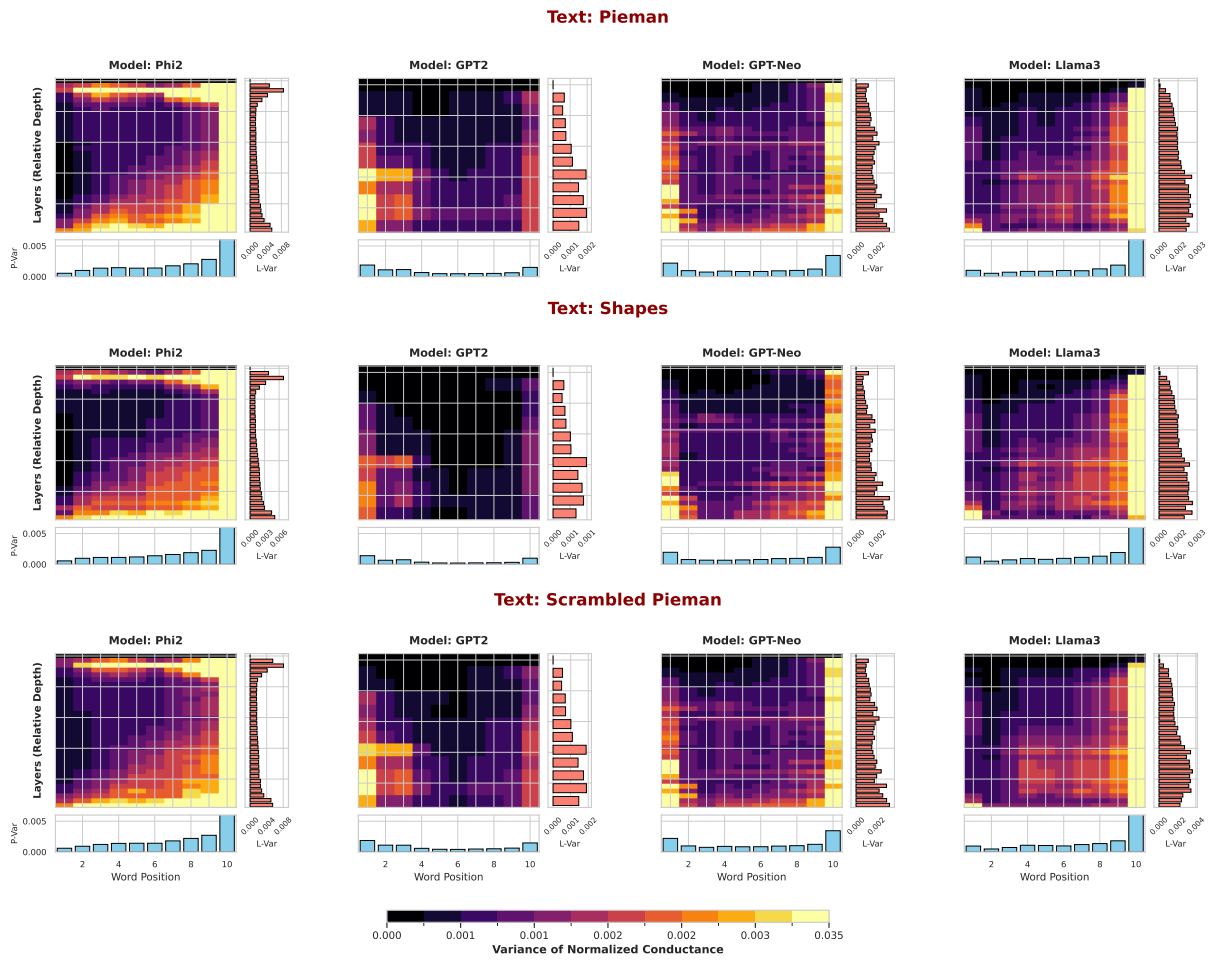 Text: Pieman
Model: Phi2 Model: GPT2 Model: GPT-Neo Model: Llama3
Layers (Relative Depth)
0.000 0.004 0.008 0.000 0.001 0.002 0.000 0.002 0.000 0.002 0.003
L-Var L-Var L-Var L-Var
P-Var
0.005
0.000
Text: Shapes
Model: Phi2 Model: GPT2 Model: GPT-Neo Model: Llama3
Layers (Relative Depth)
0.000 0.003 0.006 0.000 0.001 0.001 0.000 0.002 0.000 0.002 0.003
L-Var L-Var L-Var L-Var
P-Var
0.005
0.000
Text: Scrambled Pieman
Model: Phi2 Model: GPT2 Model: GPT-Neo Model: Llama3
Layers (Relative Depth)
0.000 0.004 0.008 0.000 0.001 0.002 0.000 0.002 0.000 0.002 0.004
L-Var L-Var L-Var L-Var
P-Var
0.005
0.000
2 4 6 8 10 2 4 6 8 10 2 4 6 8 10 2 4 6 8 10
Word Position Word Position Word Position Word Position
0.000 0.001 0.001 0.002 0.002 0.003 0.035
Variance of Normalized Conductance